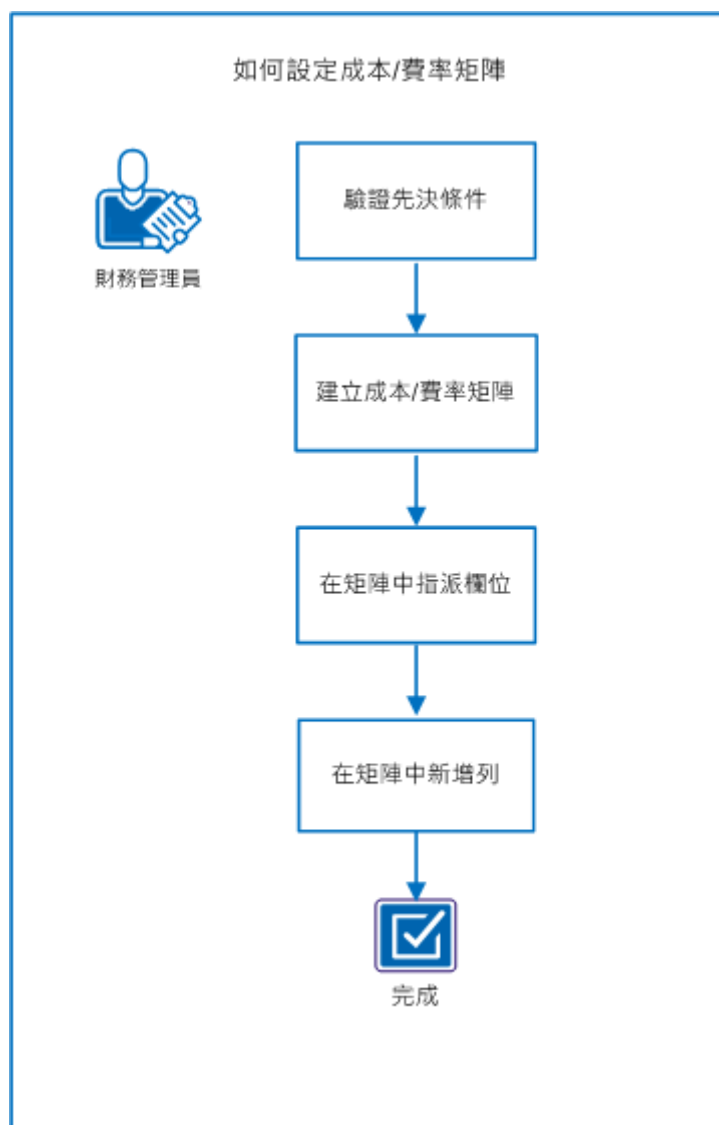 如何設定成本/費率矩陣
驗證先決條件
財務管理員
建立成本/費率矩陣
在矩陣中指派欄位
在矩陣中新增列
完成